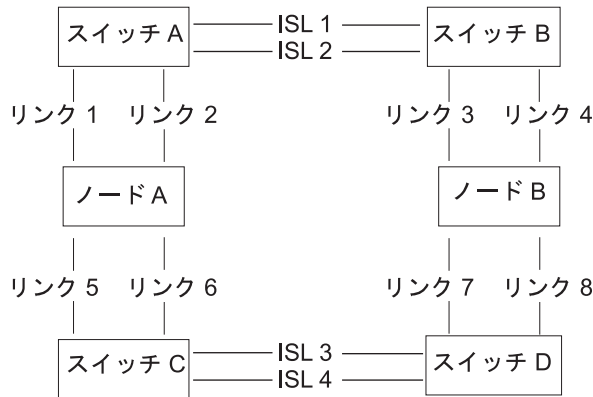 スイッチ A
ISL 1
ISL 2
スイッチ B
リンク 1
リンク 2
リンク 3
リンク 4
ノード A
ノード B
リンク 5
リンク 6
リンク 7
リンク 8
スイッチ C
ISL 3
ISL 4
スイッチ D